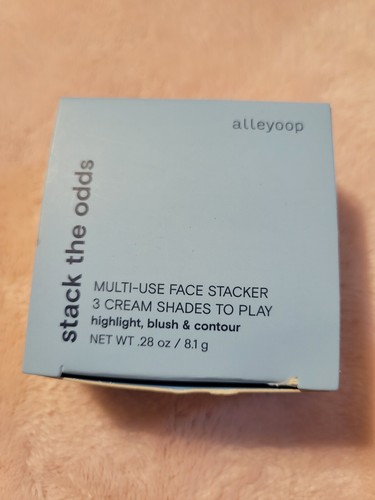 alleyoop
stack the odds
MULTI-USE FACE STACKER
3 CREAM SHADES TO PLAY
highlight, blush & contour
NET WT .28 oz / 8.1 g